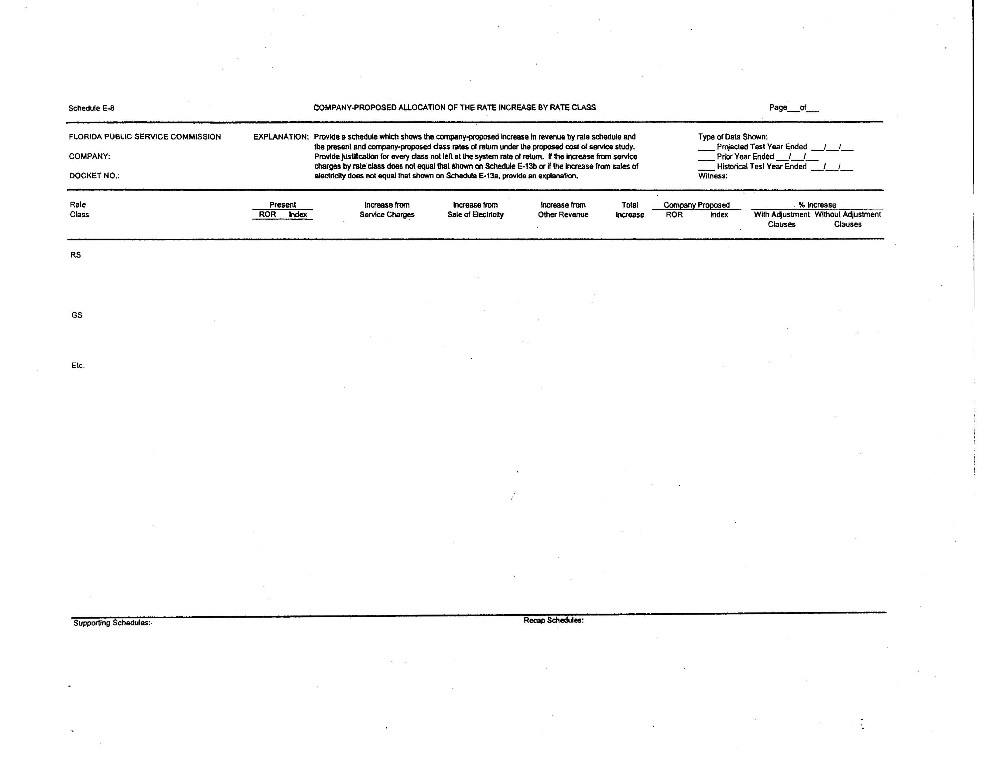 Schedule E-8 COMPANY-PROPOSED ALLOCATION OF THE RATE INCREASE BY RATE CLASS Page___of___
FLORIDA PUBLIC SERVICE COMMISSION EXPLANATION: Provide a schedule which shows the company-proposed increase in revenue by rate schedule and Type of Data Shown:
the present and company-proposed class rates of return under the proposed cost of service study. ____ Projected Test Year Ended ___/___/___
COMPANY: Provide justification for every class not left at the system rate of return. If the increase from service ____ Prior Year Ended ___/___/___
charges by rate class does not equal that shown on Schedule E-13b or if the increase from sales of ____ Historical Test Year Ended ___/___/___
DOCKET NO.: electricity does not equal that shown on Schedule E-13a, provide an explanation. Witness:
Rate Present Increase from Increase from Increase from Total Company Proposed % Increase
Class ROR Index Service Charges Sale of Electricity Other Revenue Increase ROR Index With Adjustment Without Adjustment
Clauses Clauses
RS
GS
Etc.
Supporting Schedules: Recap Schedules: